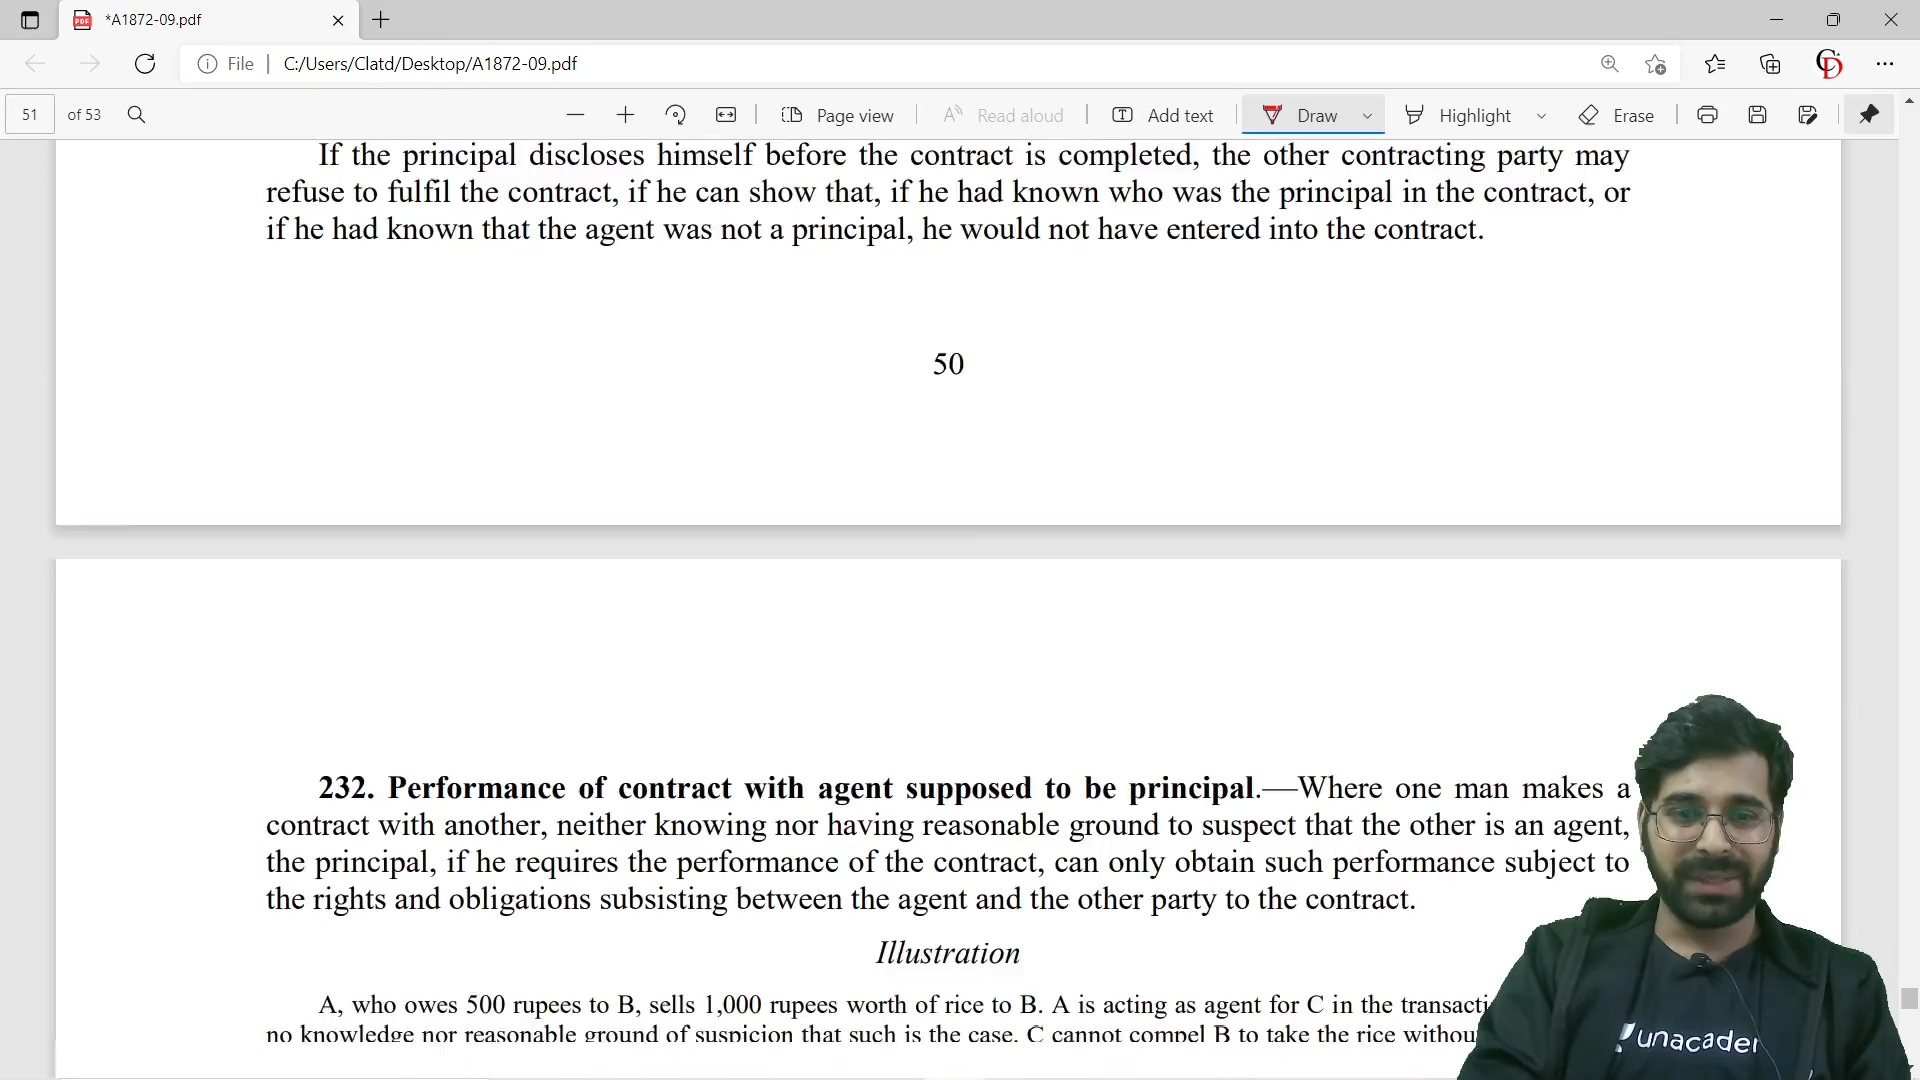 *A1872-09.pdf
File | C:/Users/Clatd/Desktop/A1872-09.pdf
51 of 53 Page view Read aloud Add text Draw Highlight Erase
If the principal discloses himself before the contract is completed, the other contracting party may
refuse to fulfil the contract, if he can show that, if he had known who was the principal in the contract, or
if he had known that the agent was not a principal, he would not have entered into the contract.
50
232. Performance of contract with agent supposed to be principal.—Where one man makes a
contract with another, neither knowing nor having reasonable ground to suspect that the other is an agent,
the principal, if he requires the performance of the contract, can only obtain such performance subject to
the rights and obligations subsisting between the agent and the other party to the contract.
Illustration
A, who owes 500 rupees to B, sells 1,000 rupees worth of rice to B. A is acting as agent for C in the
no knowledge nor reasonable ground of suspicion that such is the case. C cannot compel B to take the rice
unacadem